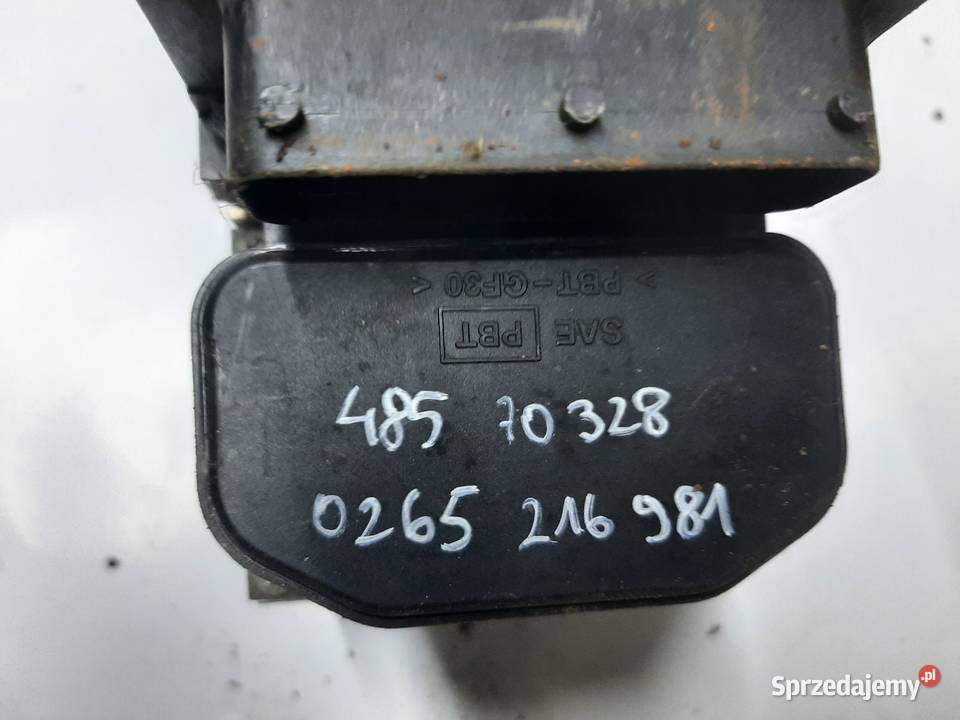 > PBT-GF30 <
SAE PBT
485 70328
0265 216 981
Sprzedajemy.pl